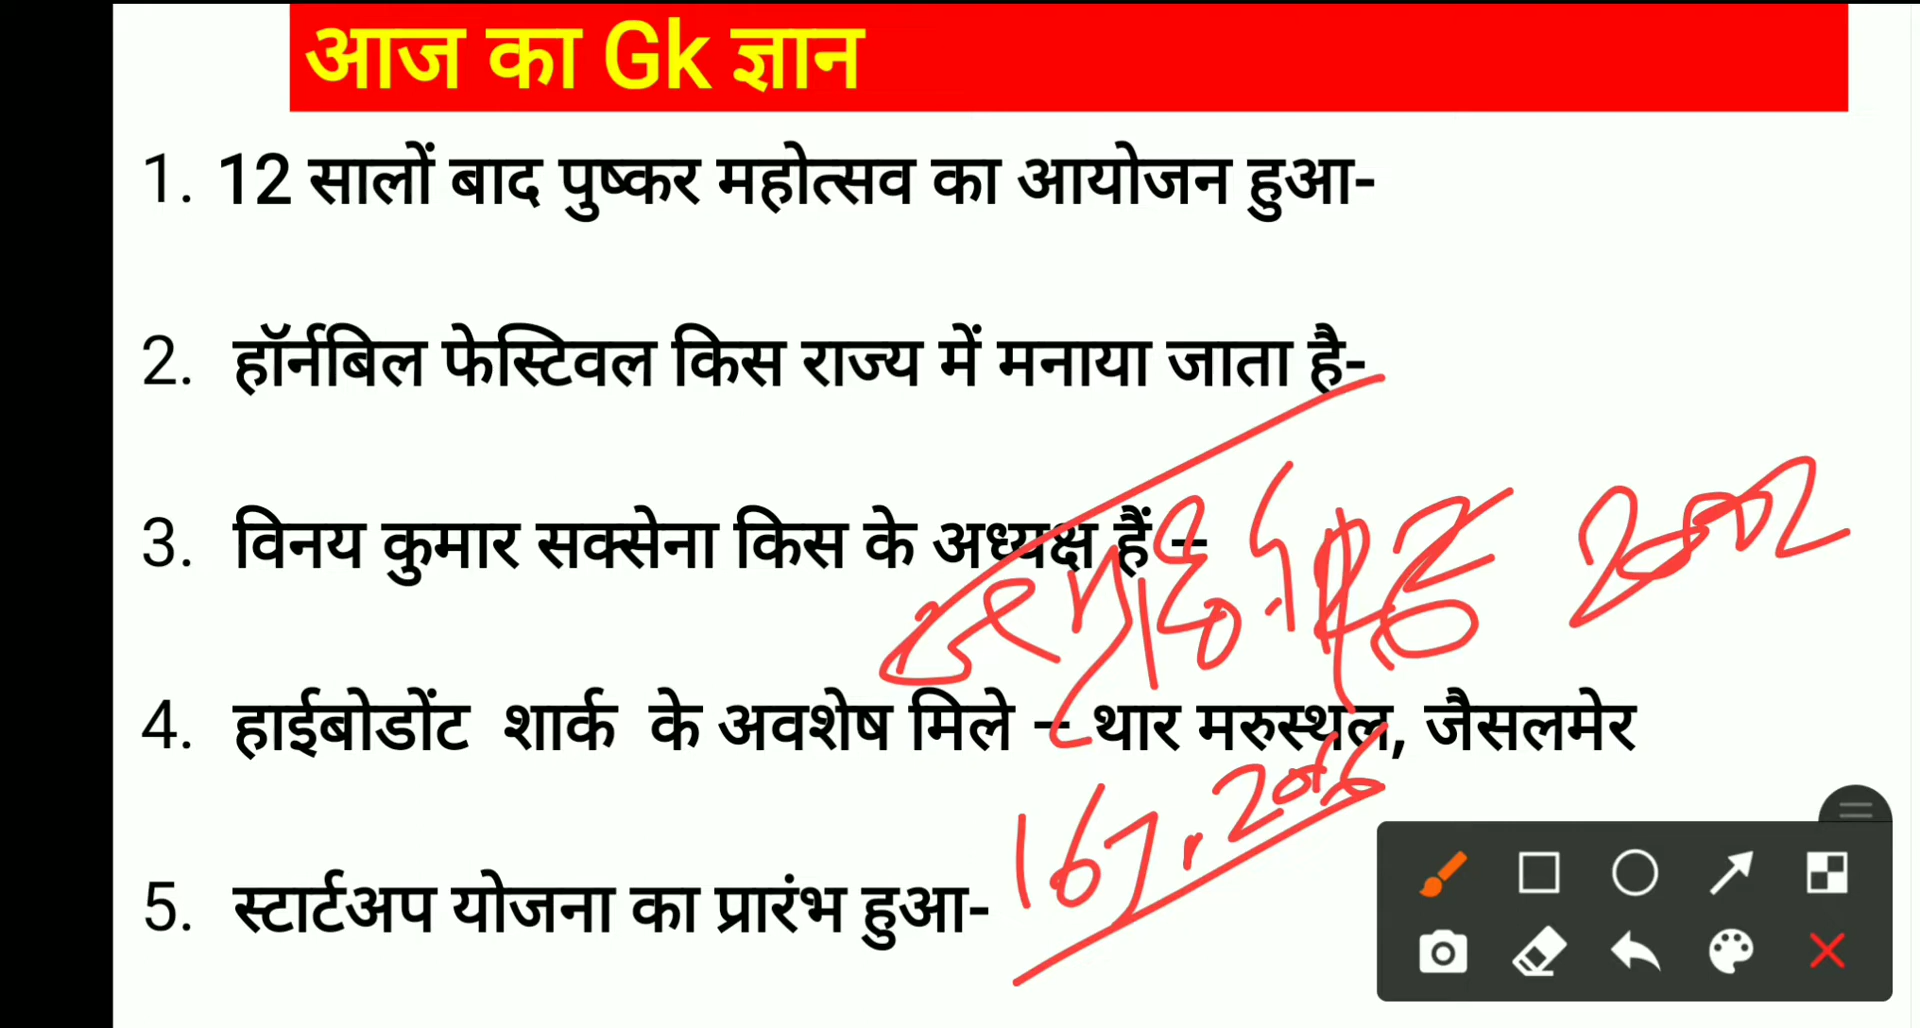 आज का Gk ज्ञान
1. 12 सालों बाद पुष्कर महोत्सव का आयोजन हुआ-
2. हॉर्नबिल फेस्टिवल किस राज्य में मनाया जाता है-
3. विनय कुमार सक्सेना किस के अध्यक्ष हैं –
4. हाईबोडोंट शार्क के अवशेष मिले – थार मरुस्थल, जैसलमेर
5. स्टार्टअप योजना का प्रारंभ हुआ-